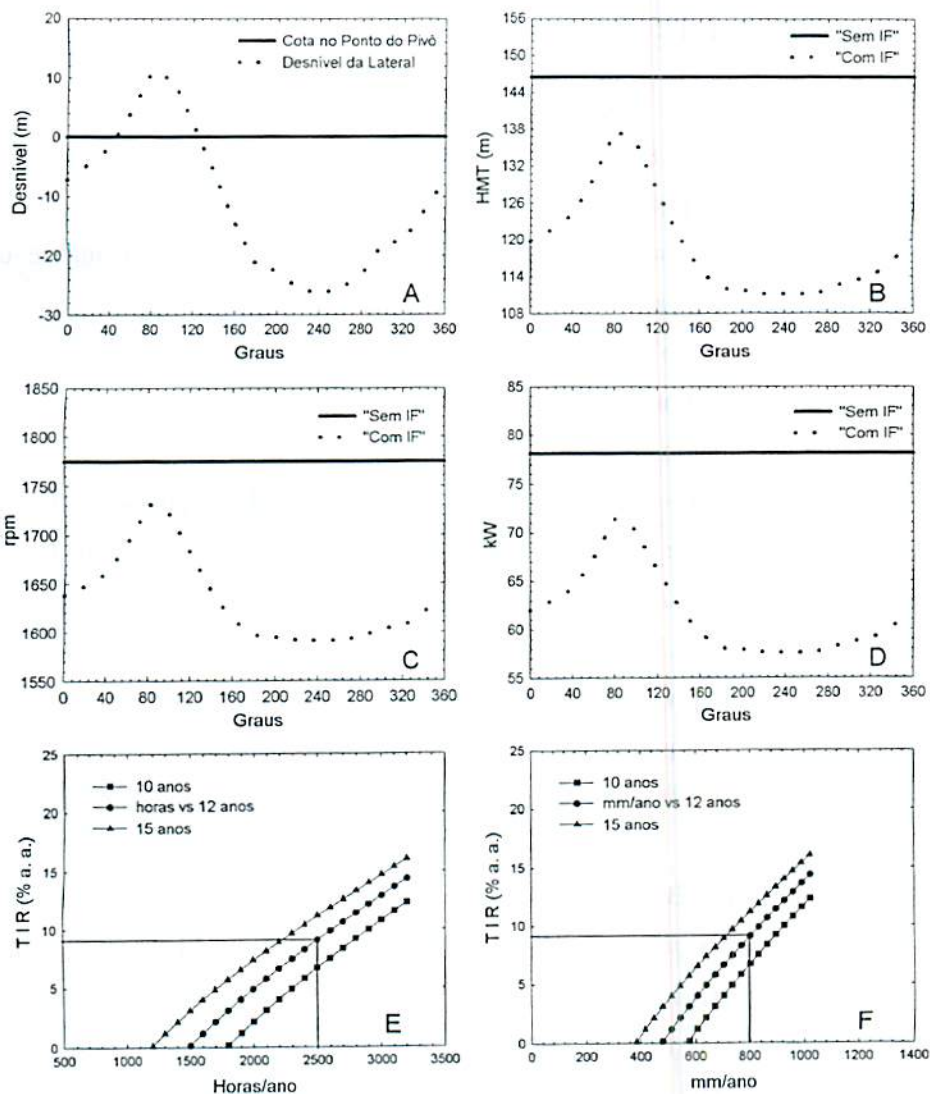 20
10
0
-10
-20
-30
Desnível (m)
Cota no Ponto do Pivô
Desnivel da Lateral
A
0 40 80 120 160 200 240 280 320 360
Graus
156
150
144
138
132
126
120
114
108
HMT (m)
"Sem IF"
"Com IF"
B
0 40 80 120 160 200 240 280 320 360
Graus
1850
1800
1750
1700
1650
1600
1550
rpm
"Sem IF"
"Com IF"
C
0 40 80 120 160 200 240 280 320 360
Graus
85
80
75
70
65
60
55
kW
"Sem IF"
"Com IF"
D
0 40 80 120 160 200 240 280 320 360
Graus
25
20
15
10
5
0
T I R (% a. a.)
10 anos
horas vs 12 anos
15 anos
E
500 1000 1500 2000 2500 3000 3500
Horas/ano
25
20
15
10
5
0
T I R (% a. a.)
10 anos
mm/ano vs 12 anos
15 anos
F
0 200 400 600 800 1000 1200 1400
mm/ano